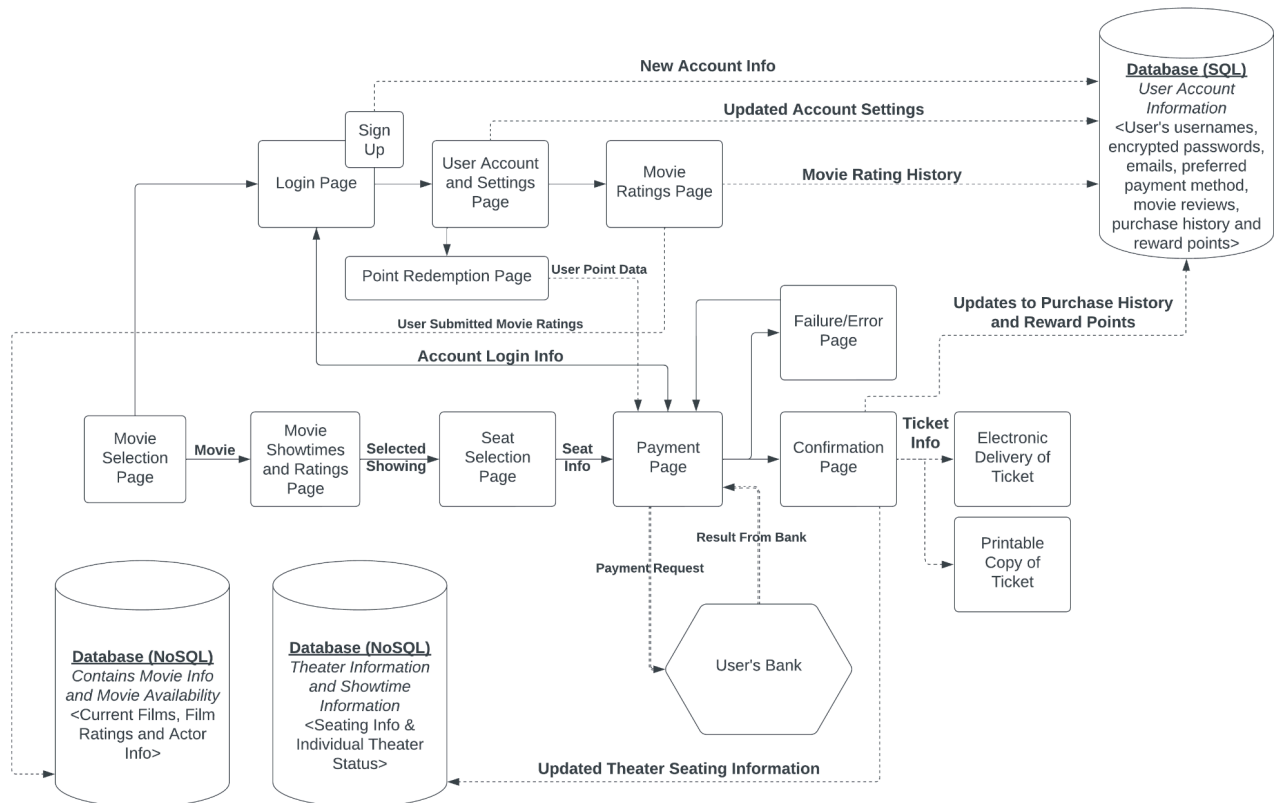 New Account Info
Database (SQL)
User Account
Information
<User's usernames,
encrypted passwords,
emails, preferred
payment method,
movie reviews,
purchase history and
reward points>
Updated Account Settings
Sign
Up
Login Page
User Account
and Settings
Page
Movie
Ratings Page
Movie Rating History
Point Redemption Page
User Point Data
Updates to Purchase History
and Reward Points
User Submitted Movie Ratings
Failure/Error
Page
Account Login Info
Movie
Selection
Page
Movie
Movie
Showtimes
and Ratings
Page
Selected
Showing
Seat
Selection
Page
Seat
Info
Payment
Page
Confirmation
Page
Ticket
Info
Electronic
Delivery of
Ticket
Result From Bank
Payment Request
Printable
Copy of
Ticket
Database (NoSQL)
Contains Movie Info
and Movie Availability
<Current Films, Film
Ratings and Actor
Info>
Database (NoSQL)
Theater Information
and Showtime
Information
<Seating Info &
Individual Theater
Status>
User's Bank
Updated Theater Seating Information